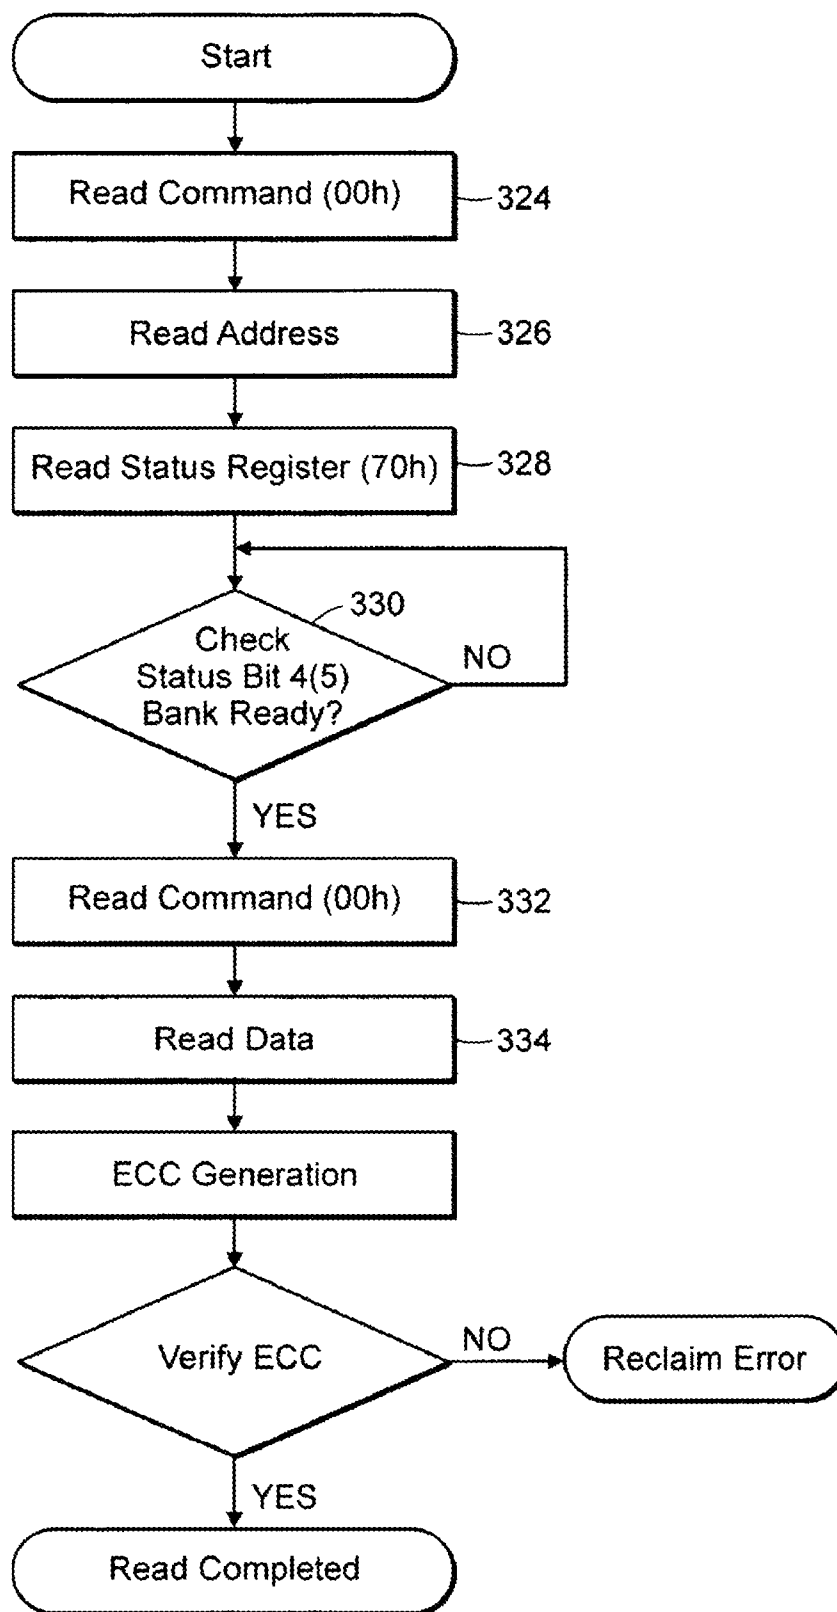 Start
Read Command (00h)
324
Read Address
326
Read Status Register (70h)
328
330
Check
Status Bit 4(5)
Bank Ready?
NO
YES
Read Command (00h)
332
Read Data
334
ECC Generation
Verify ECC
NO
Reclaim Error
YES
Read Completed